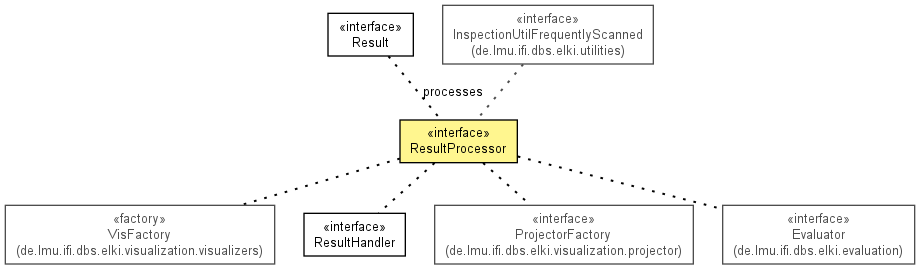 «interface»
Result
«interface»
InspectionUtilFrequentlyScanned
(de.lmu.ifi.dbs.elki.utilities)
processes
«interface»
ResultProcessor
«factory»
VisFactory
(de.lmu.ifi.dbs.elki.visualization.visualizers)
«interface»
ResultHandler
«interface»
ProjectorFactory
(de.lmu.ifi.dbs.elki.visualization.projector)
«interface»
Evaluator
(de.lmu.ifi.dbs.elki.evaluation)